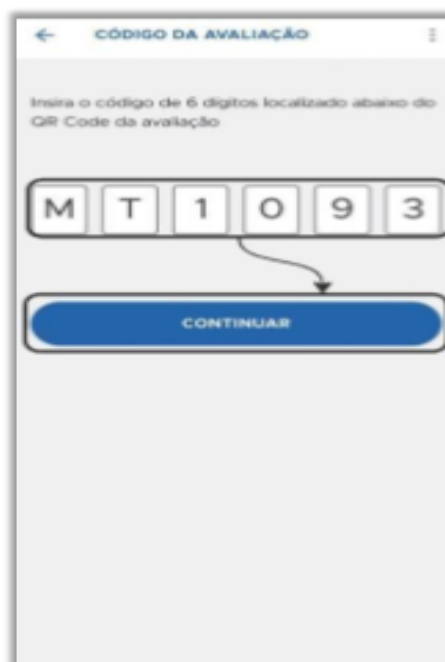 CÓDIGO DA AVALIAÇÃO
Insira o código de 6 dígitos localizado abaixo do
QR Code da avaliação
M T 1 0 9 3
CONTINUAR